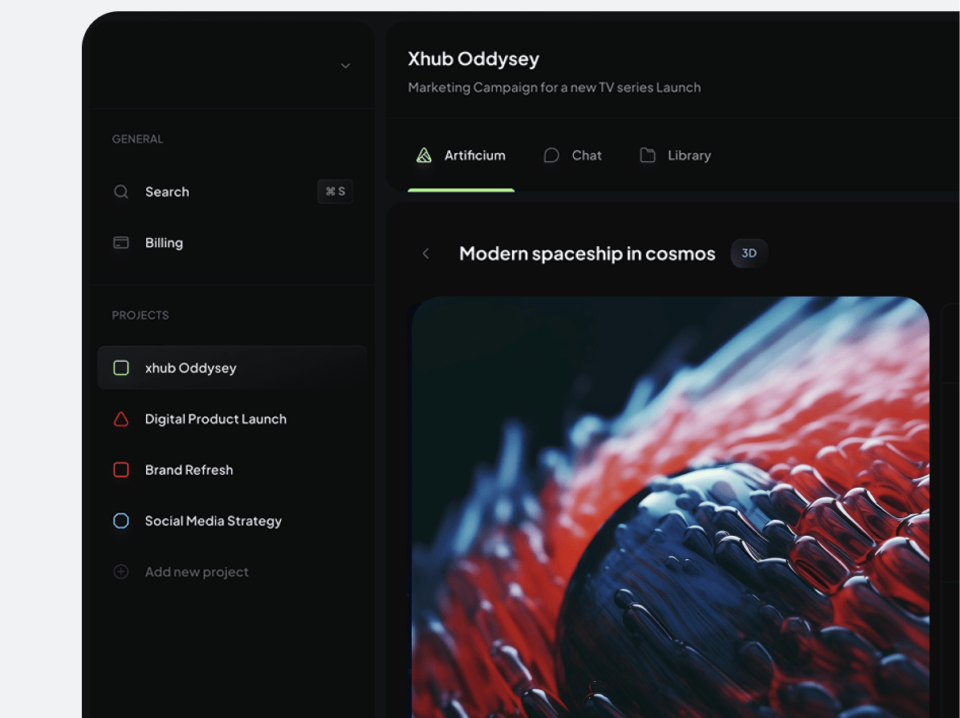 GENERAL
Search
⌘ S
Billing
PROJECTS
xhub Oddysey
Digital Product Launch
Brand Refresh
Social Media Strategy
Add new project
Xhub Oddysey
Marketing Campaign for a new TV series Launch
Artificium
Chat
Library
Modern spaceship in cosmos
3D